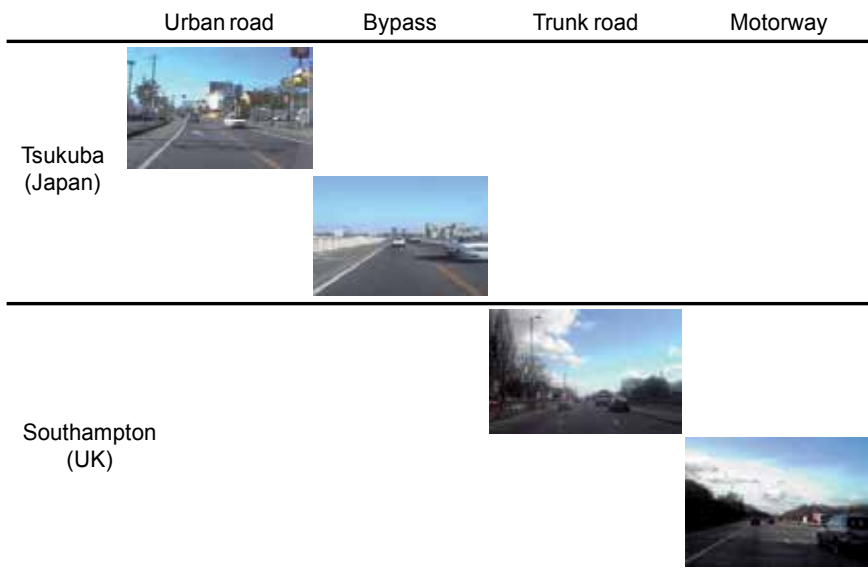 Urban road Bypass Trunk road Motorway
Tsukuba
(Japan)
Southampton
(UK)